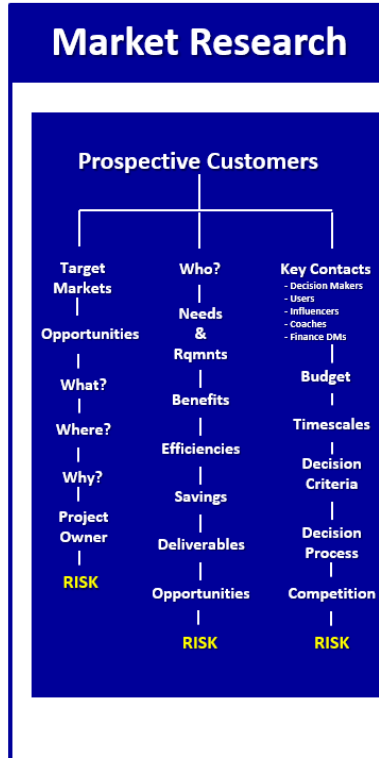 Market Research
Prospective Customers
Target
Markets
Opportunities
What?
Where?
Why?
Project
Owner
RISK
Who?
Needs
&
Rqmnts
Benefits
Efficiencies
Savings
Deliverables
Opportunities
RISK
Key Contacts
- Decision Makers
- Users
- Influencers
- Coaches
- Finance DMs
Budget
Timescales
Decision
Criteria
Decision
Process
Competition
RISK